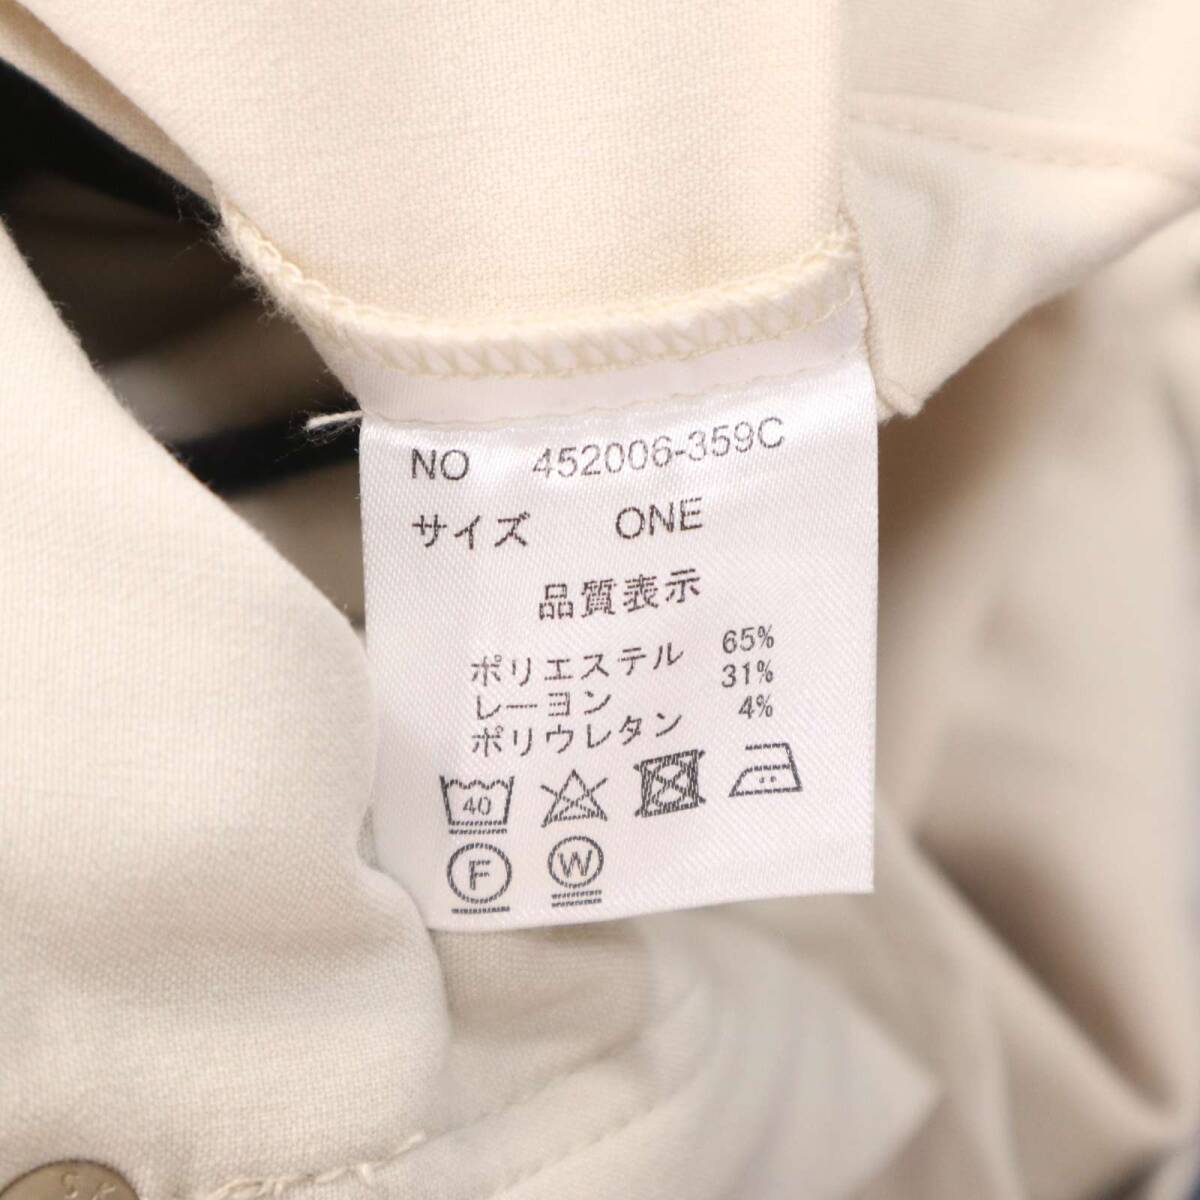 NO 452006-359C
サイズ ONE
品質表示
ポリエステル 65%
レーヨン 31%
ポリウレタン 4%
40
F W